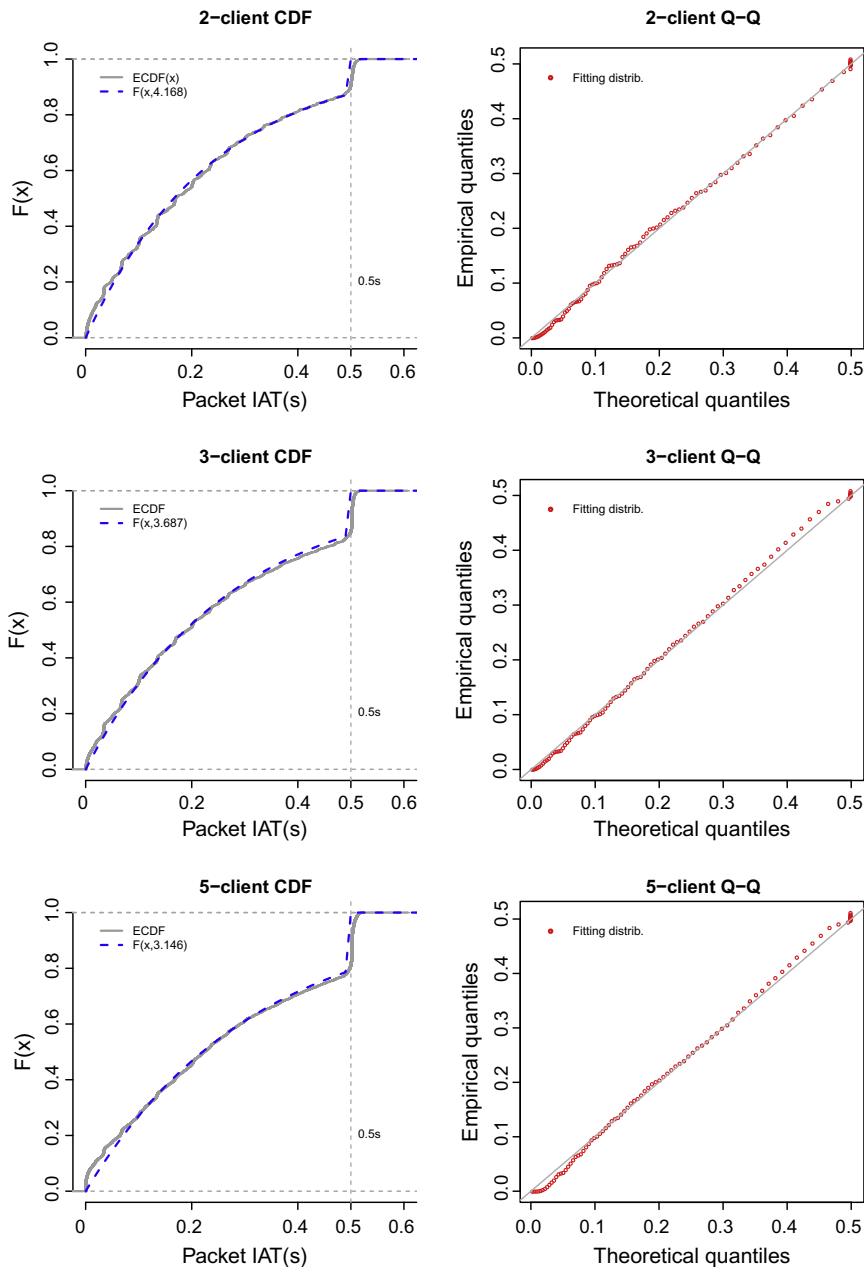 2−client CDF
ECDF(x)
F(x,4.168)
0.5s
F(x)
0.0 0.2 0.4 0.6 0.8 1.0
0 0.2 0.4 0.5 0.6
Packet IAT(s)
2−client Q−Q
Fitting distrib.
Empirical quantiles
0.0 0.1 0.2 0.3 0.4 0.5
0.0 0.1 0.2 0.3 0.4 0.5
Theoretical quantiles
3−client CDF
ECDF
F(x,3.687)
0.5s
F(x)
0.0 0.2 0.4 0.6 0.8 1.0
0 0.2 0.4 0.5 0.6
Packet IAT(s)
3−client Q−Q
Fitting distrib.
Empirical quantiles
0.0 0.1 0.2 0.3 0.4 0.5
0.0 0.1 0.2 0.3 0.4 0.5
Theoretical quantiles
5−client CDF
ECDF
F(x,3.146)
0.5s
F(x)
0.0 0.2 0.4 0.6 0.8 1.0
0 0.2 0.4 0.5 0.6
Packet IAT(s)
5−client Q−Q
Fitting distrib.
Empirical quantiles
0.0 0.1 0.2 0.3 0.4 0.5
0.0 0.1 0.2 0.3 0.4 0.5
Theoretical quantiles